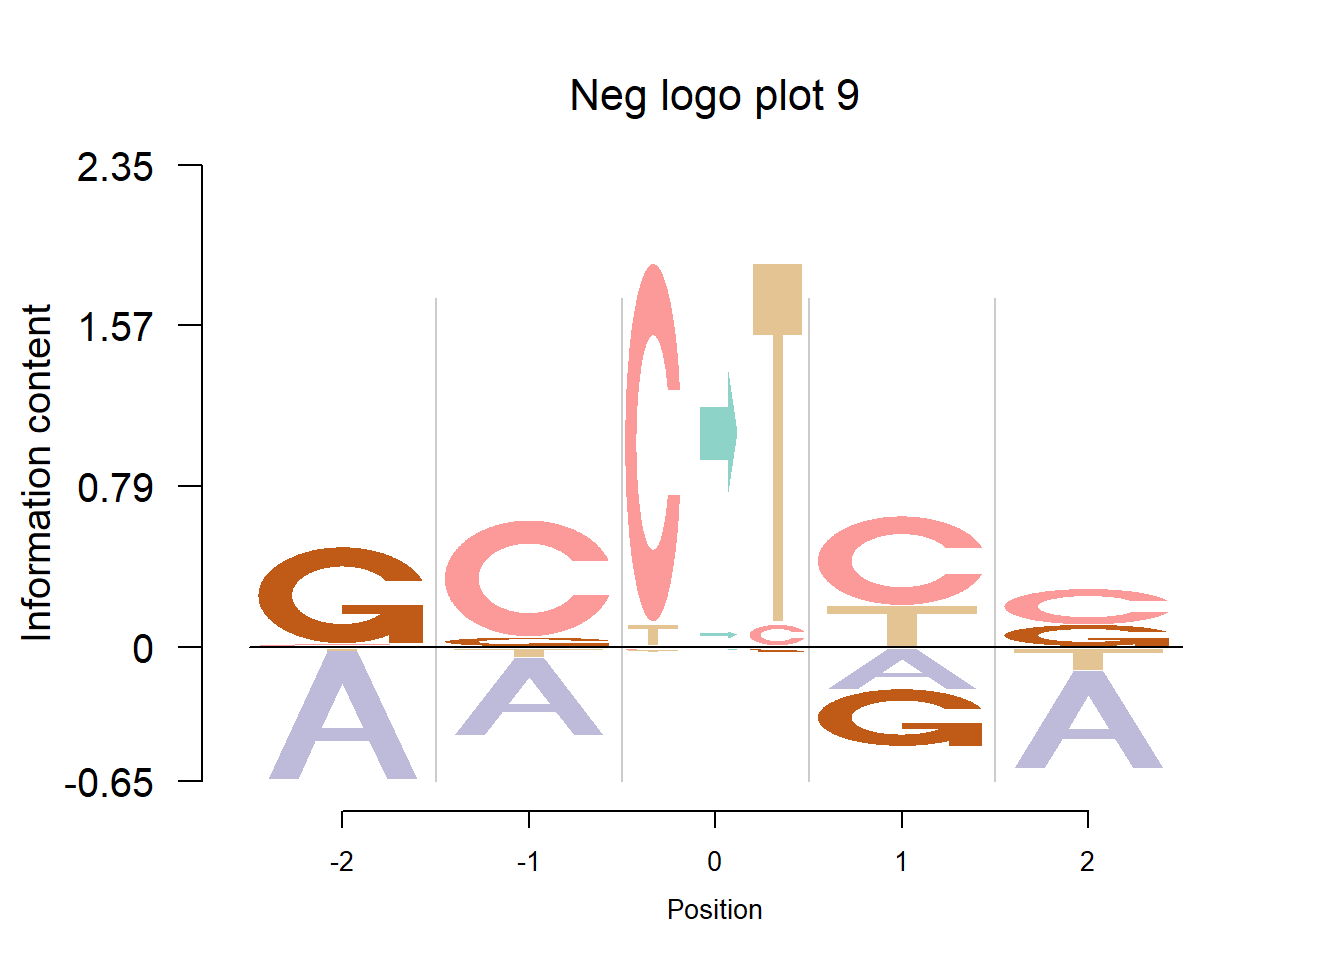 Neg logo plot 9
Information content
2.35
1.57
0.79
0
-0.65
G C C T C C
T C T G
A T A G T A
-2 -1 0 1 2
Position